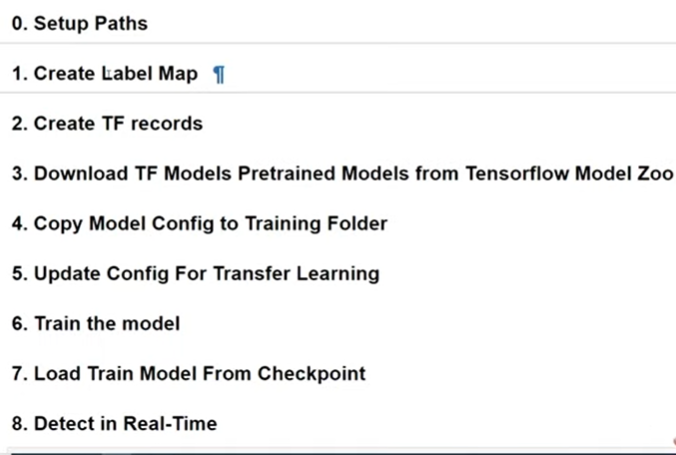 0. Setup Paths
1. Create Label Map ¶
2. Create TF records
3. Download TF Models Pretrained Models from Tensorflow Model Zoo
4. Copy Model Config to Training Folder
5. Update Config For Transfer Learning
6. Train the model
7. Load Train Model From Checkpoint
8. Detect in Real-Time